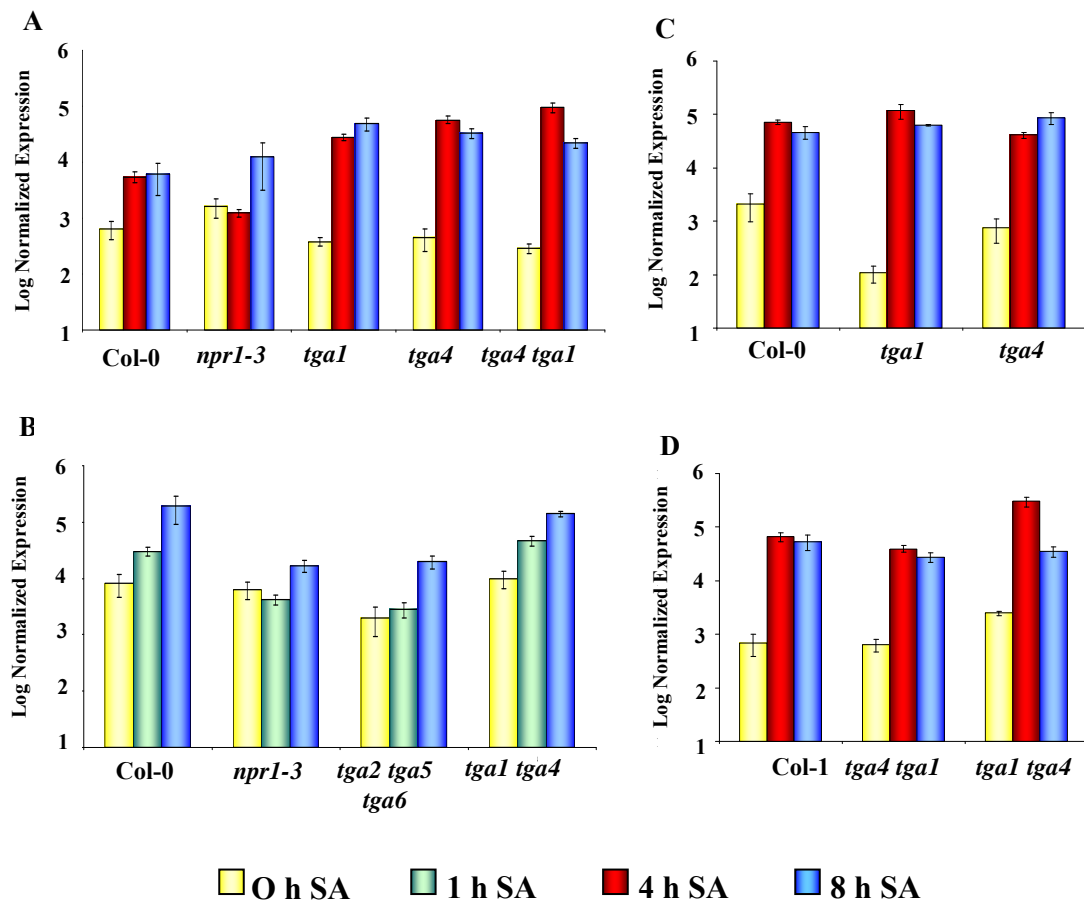 A
Log Normalized Expression
6
5
4
3
2
1
Col-0
npr1-3
tga1
tga4
tga4 tga1
C
Log Normalized Expression
6
5
4
3
2
1
Col-0
tga1
tga4
B
Log Normalized Expression
6
5
4
3
2
1
Col-0
npr1-3
tga2 tga5
tga6
tga1 tga4
D
Log Normalized Expression
6
5
4
3
2
1
Col-1
tga4 tga1
tga1 tga4
O h SA
1 h SA
4 h SA
8 h SA